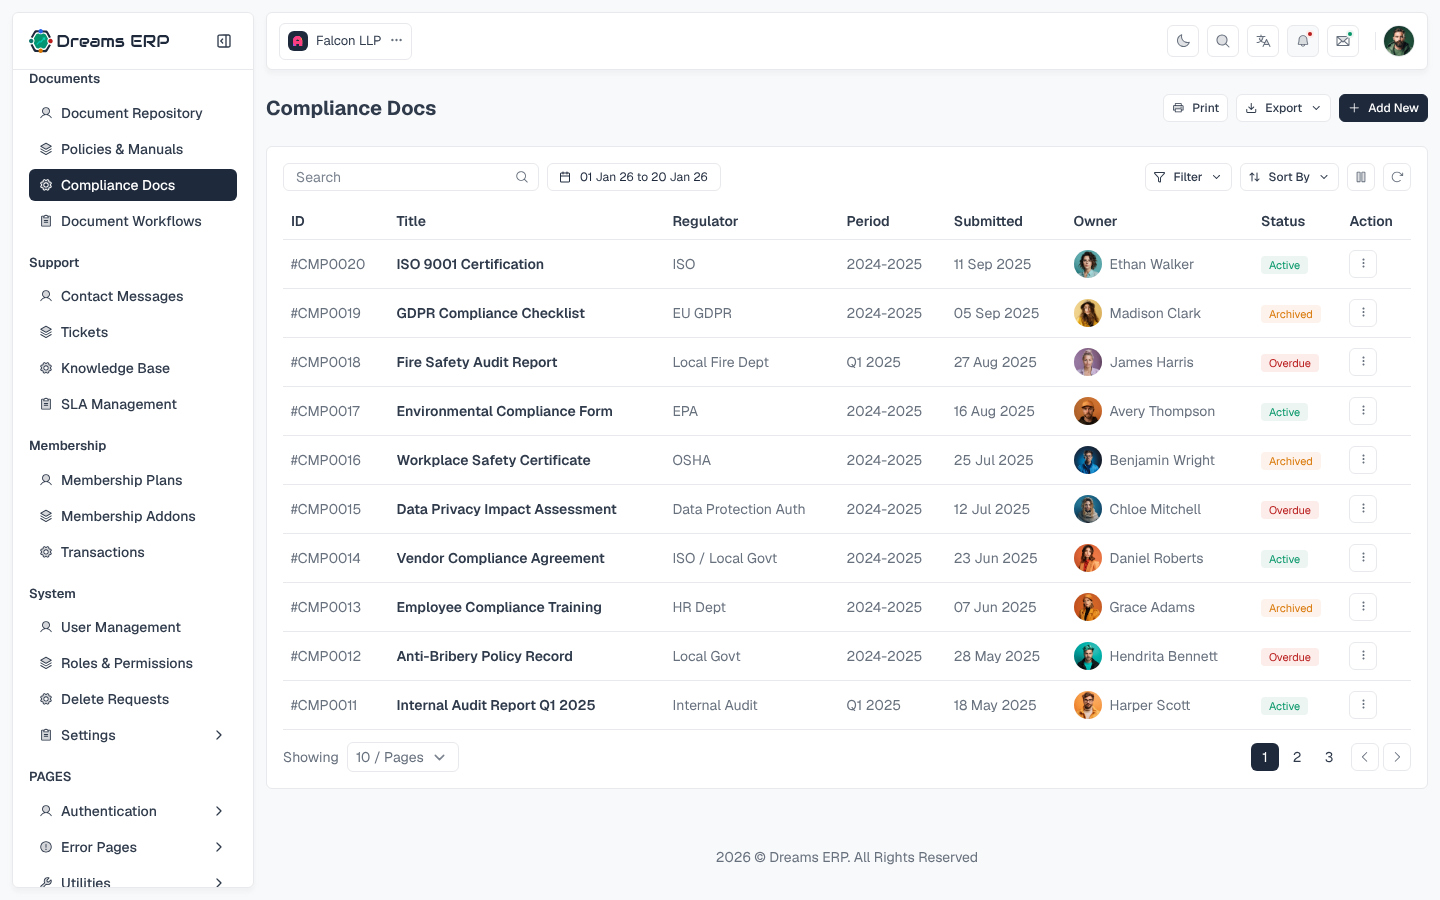 Dreams ERP
Documents
Document Repository
Policies & Manuals
Compliance Docs
Document Workflows
Support
Contact Messages
Tickets
Knowledge Base
SLA Management
Membership
Membership Plans
Membership Addons
Transactions
System
User Management
Roles & Permissions
Delete Requests
Settings
PAGES
Authentication
Error Pages
Utilities
Falcon LLP
Compliance Docs
Print Export Add New
Search 01 Jan 26 to 20 Jan 26 Filter Sort By
ID Title Regulator Period Submitted Owner Status Action
#CMP0020 ISO 9001 Certification ISO 2024-2025 11 Sep 2025 Ethan Walker Active
#CMP0019 GDPR Compliance Checklist EU GDPR 2024-2025 05 Sep 2025 Madison Clark Archived
#CMP0018 Fire Safety Audit Report Local Fire Dept Q1 2025 27 Aug 2025 James Harris Overdue
#CMP0017 Environmental Compliance Form EPA 2024-2025 16 Aug 2025 Avery Thompson Active
#CMP0016 Workplace Safety Certificate OSHA 2024-2025 25 Jul 2025 Benjamin Wright Archived
#CMP0015 Data Privacy Impact Assessment Data Protection Auth 2024-2025 12 Jul 2025 Chloe Mitchell Overdue
#CMP0014 Vendor Compliance Agreement ISO / Local Govt 2024-2025 23 Jun 2025 Daniel Roberts Active
#CMP0013 Employee Compliance Training HR Dept 2024-2025 07 Jun 2025 Grace Adams Archived
#CMP0012 Anti-Bribery Policy Record Local Govt 2024-2025 28 May 2025 Hendrita Bennett Overdue
#CMP0011 Internal Audit Report Q1 2025 Internal Audit Q1 2025 18 May 2025 Harper Scott Active
Showing 10 / Pages 1 2 3
2026 © Dreams ERP. All Rights Reserved